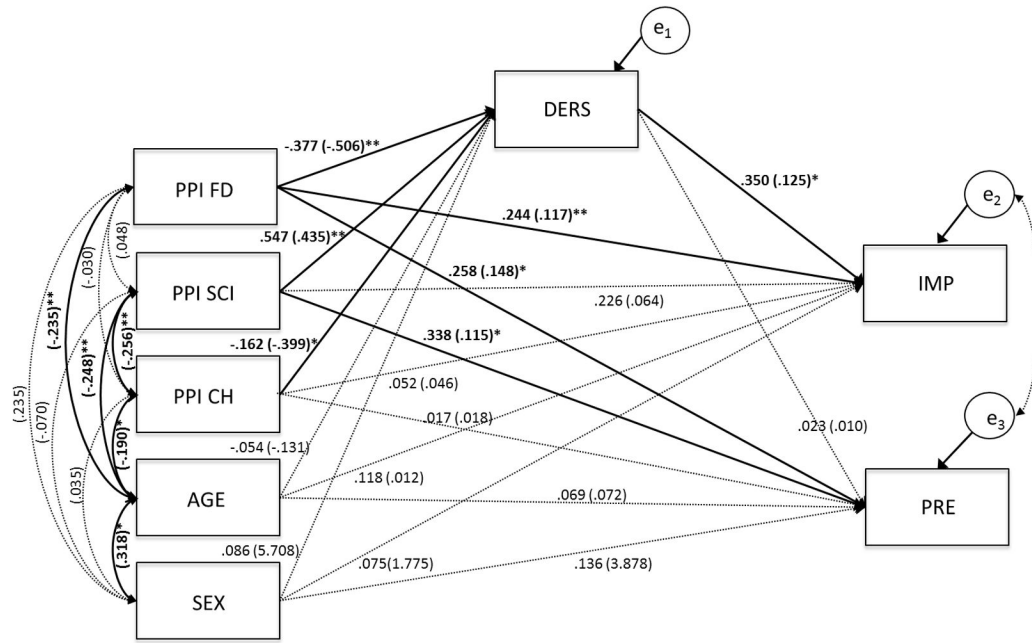 e1
DERS
-.377 (-.506)**
PPI FD
.350 (.125)*
e2
.244 (.117)**
(.048)
.547 (.435)**
(-.030)
PPI SCI
.258 (.148)*
IMP
.226 (.064)
(-.235)**
(-.256)**
(-.248)**
.338 (.115)*
-.162 (-.399)*
PPI CH
.052 (.046)
(.235)
(-.070)
.017 (.018)
e3
(-.190)*
(.035)
-.054 (-.131)
.023 (.010)
.118 (.012)
AGE
.069 (.072)
PRE
(.318)*
.086 (5.708)
.075(1.775)
.136 (3.878)
SEX